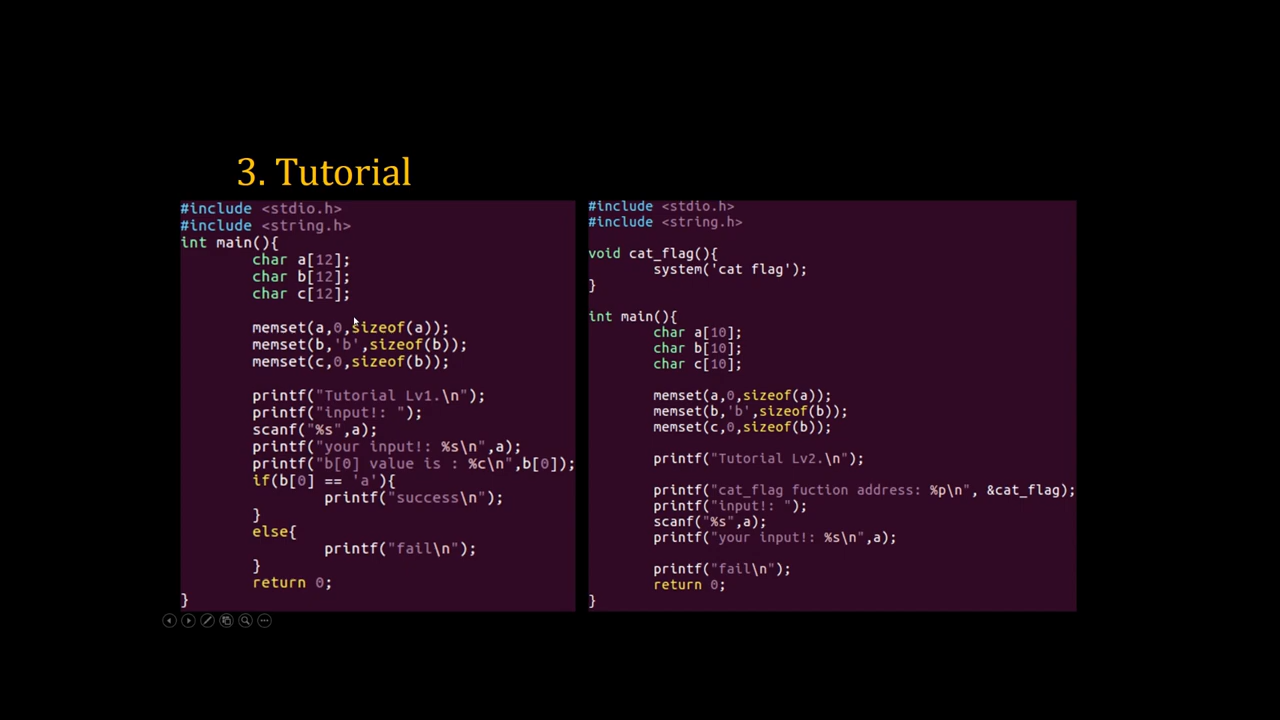 3. Tutorial
#include <stdio.h>
#include <string.h>
int main(){
char a[12];
char b[12];
char c[12];
memset(a,0,sizeof(a));
memset(b,'b',sizeof(b));
memset(c,0,sizeof(b));
printf("Tutorial Lv1.\n");
printf("input!: ");
scanf("%s",a);
printf("your input!: %s\n",a);
printf("b[0] value is : %c\n",b[0]);
if(b[0] == 'a'){
printf("success\n");
}
else{
printf("fail\n");
}
return 0;
}
#include <stdio.h>
#include <string.h>
void cat_flag(){
system('cat flag');
}
int main(){
char a[10];
char b[10];
char c[10];
memset(a,0,sizeof(a));
memset(b,'b',sizeof(b));
memset(c,0,sizeof(b));
printf("Tutorial Lv2.\n");
printf("cat_flag fuction address: %p\n", &cat_flag);
printf("input!: ");
scanf("%s",a);
printf("your input!: %s\n",a);
printf("fail\n");
return 0;
}